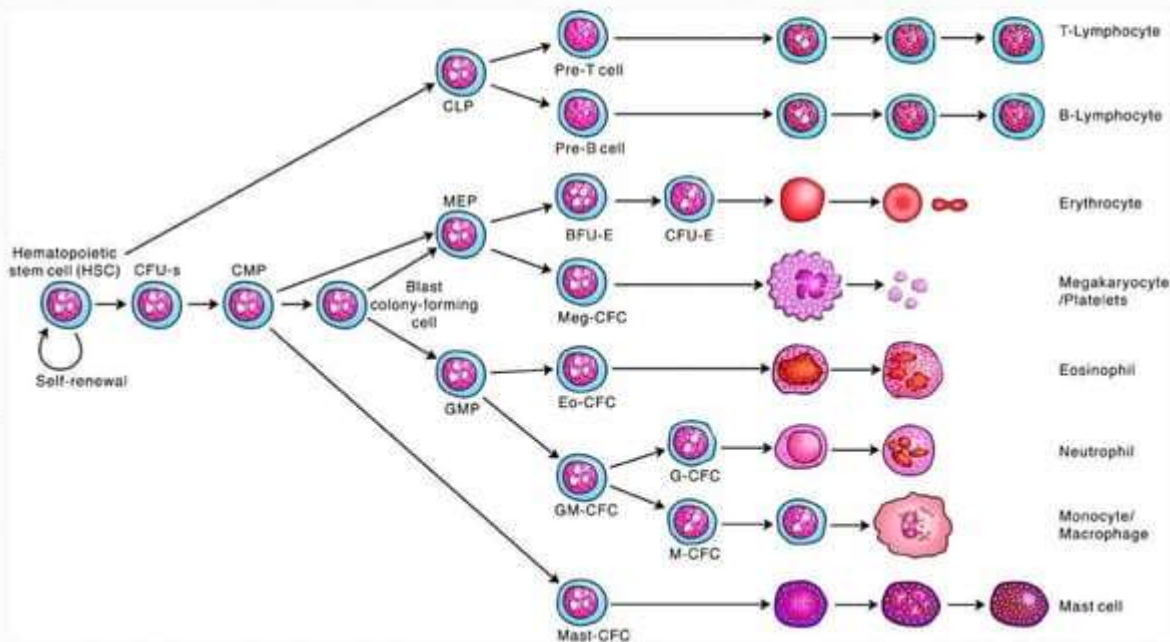 T-Lymphocyte
Pre-T cell
CLP
B-Lymphocyte
Pre-B cell
MEP
Erythrocyte
BFU-E
CFU-E
Hematopoietic
stem cell (HSC)
CFU-s
CMP
Blast
colony-forming
cell
Meg-CFC
Megakaryocyte
/Platelets
Self-renewal
GMP
Eo-CFC
Eosinophil
G-CFC
Neutrophil
GM-CFC
M-CFC
Monocyte/
Macrophage
Mast-CFC
Mast cell